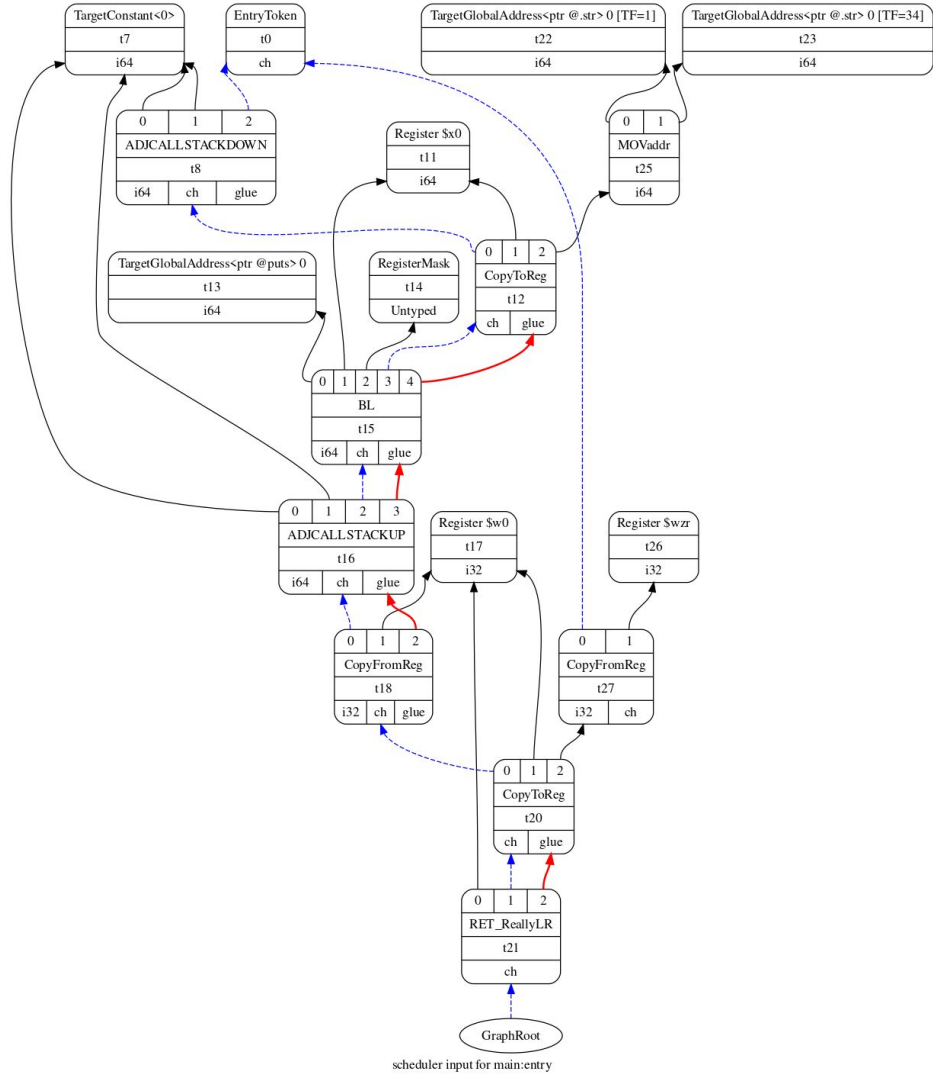 TargetConstant<0>
t7
i64
EntryToken
t0
ch
TargetGlobalAddress<ptr @.str> 0 [TF=1]
t22
i64
TargetGlobalAddress<ptr @.str> 0 [TF=34]
t23
i64
0 1 2
ADJCALLSTACKDOWN
t8
i64 ch glue
Register $x0
t11
i64
0 1
MOVaddr
t25
i64
TargetGlobalAddress<ptr @puts> 0
t13
i64
RegisterMask
t14
Untyped
0 1 2
CopyToReg
t12
ch glue
0 1 2 3 4
BL
t15
i64 ch glue
0 1 2 3
ADJCALLSTACKUP
t16
i64 ch glue
Register $w0
t17
i32
Register $wzr
t26
i32
0 1 2
CopyFromReg
t18
i32 ch glue
0 1
CopyFromReg
t27
i32 ch
0 1 2
CopyToReg
t20
ch glue
0 1 2
RET_ReallyLR
t21
ch
GraphRoot
scheduler input for main:entry